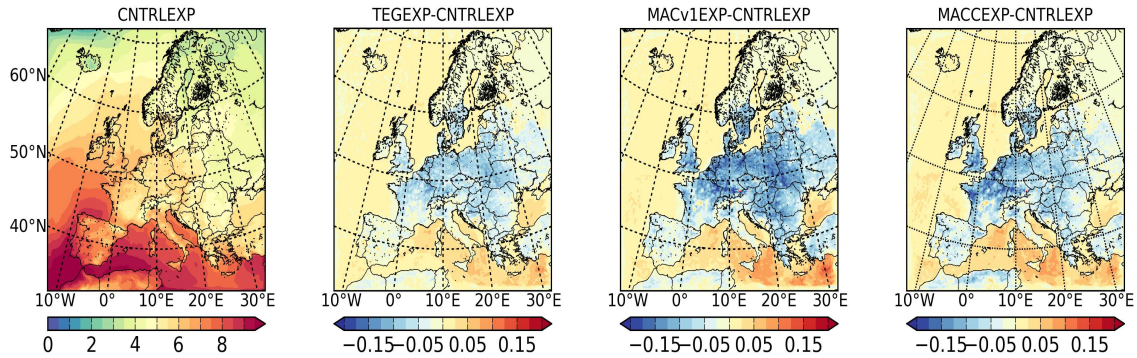 CNTRLEXP TEGEXP-CNTRLEXP MACv1EXP-CNTRLEXP MACCEXP-CNTRLEXP
60°N
50°N
40°N
10°W 0° 10°E 20°E 30°E 10°W 0° 10°E 20°E 30°E 10°W 0° 10°E 20°E 30°E 10°W 0° 10°E 20°E 30°E
0 2 4 6 8 −0.15 −0.05 0.05 0.15 −0.15 −0.05 0.05 0.15 −0.15 −0.05 0.05 0.15